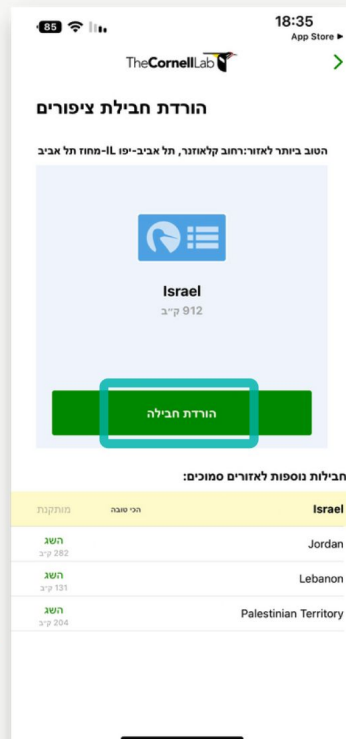 18:35
85
App Store
TheCornellLab
הורדת חבילת ציפורים
הטוב ביותר לאזור:רחוב קלאוזנר, תל אביב-יפו IL-מחוז תל אביב
Israel
912 ק״ב
הורדת חבילה
חבילות נוספות לאזורים סמוכים:
Israel הכי טובה מותקנת
Jordan השג
282 ק״ב
Lebanon השג
131 ק״ב
Palestinian Territory השג
204 ק״ב